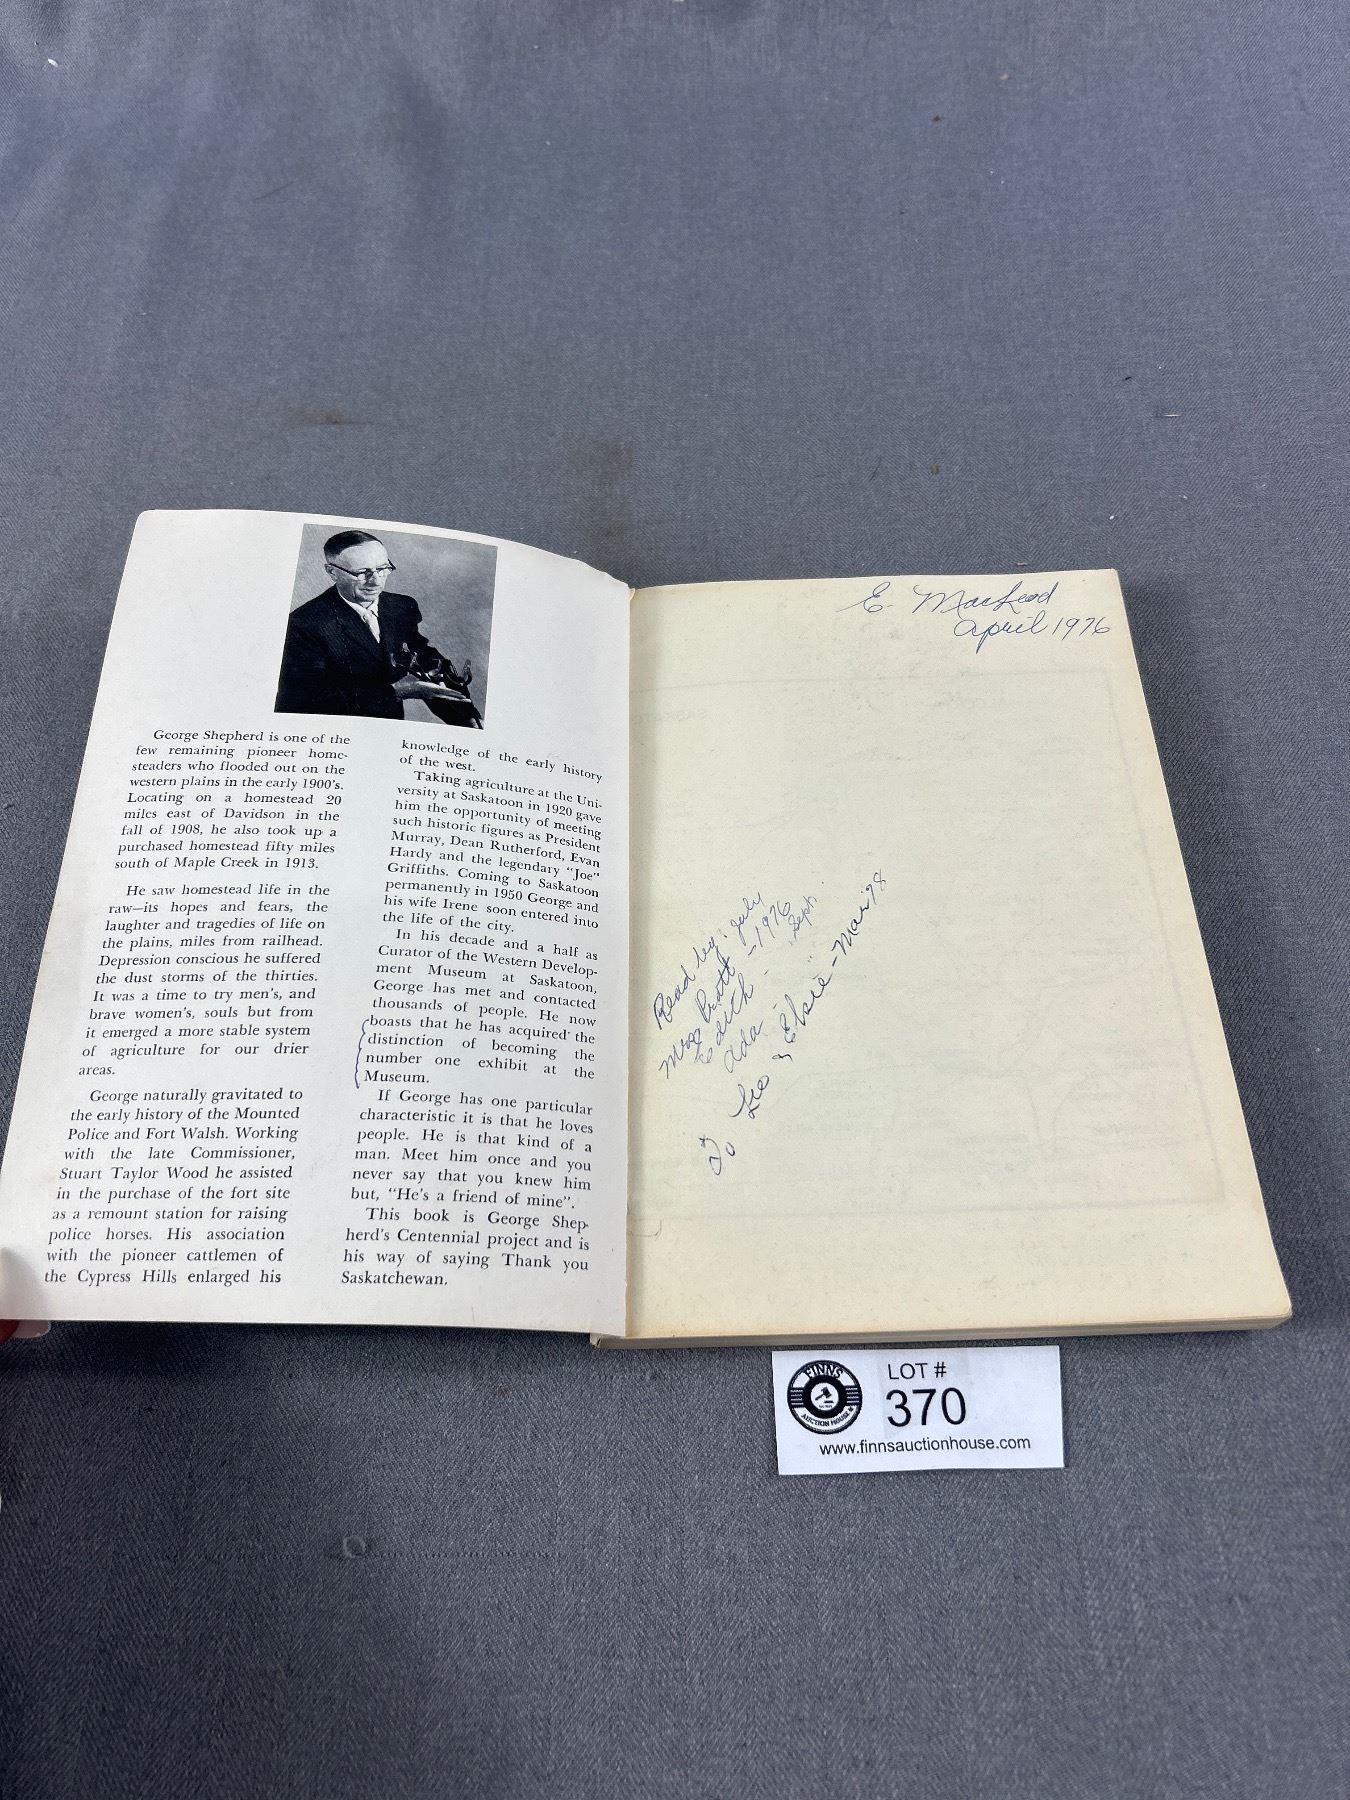 George Shepherd is one of the
few remaining pioneer home-
steaders who flooded out on the
western plains in the early 1900's.
Locating on a homestead 20
miles east of Davidson in the
fall of 1908, he also took up a
purchased homestead fifty miles
south of Maple Creek in 1913.
He saw homestead life in the
raw—its hopes and fears, the
laughter and tragedies of life on
the plains, miles from railhead.
Depression conscious he suffered
the dust storms of the thirties.
It was a time to try men's, and
brave women's, souls but from
it emerged a more stable system
of agriculture for our drier
areas.
George naturally gravitated to
the early history of the Mounted
Police and Fort Walsh. Working
with the late Commissioner,
Stuart Taylor Wood he assisted
in the purchase of the fort site
as a remount station for raising
police horses. His association
with the pioneer cattlemen of
the Cypress Hills enlarged his
knowledge of the early history
of the west.
Taking agriculture at the Uni-
versity at Saskatoon in 1920 gave
him the opportunity of meeting
such historic figures as President
Murray, Dean Rutherford, Evan
Hardy and the legendary "Joe"
Griffiths. Coming to Saskatoon
permanently in 1950 George and
his wife Irene soon entered into
the life of the city.
In his decade and a half as
Curator of the Western Develop-
ment Museum at Saskatoon,
George has met and contacted
thousands of people. He now
boasts that he has acquired the
distinction of becoming the
number one exhibit at the
Museum.
If George has one particular
characteristic it is that he loves
people. He is that kind of a
man. Meet him once and you
never say that you knew him
but, "He's a friend of mine".
This book is George Shep-
herd's Centennial project and is
his way of saying Thank you
Saskatchewan.
E. MacLeod
April 1976
Read by: July
Mrs Pratt - 1976
Edith - " Sept.
Ada -
To Leo & Elsie - Mar '78
FINNS
AUCTION HOUSE
LOT #
370
www.finnsauctionhouse.com